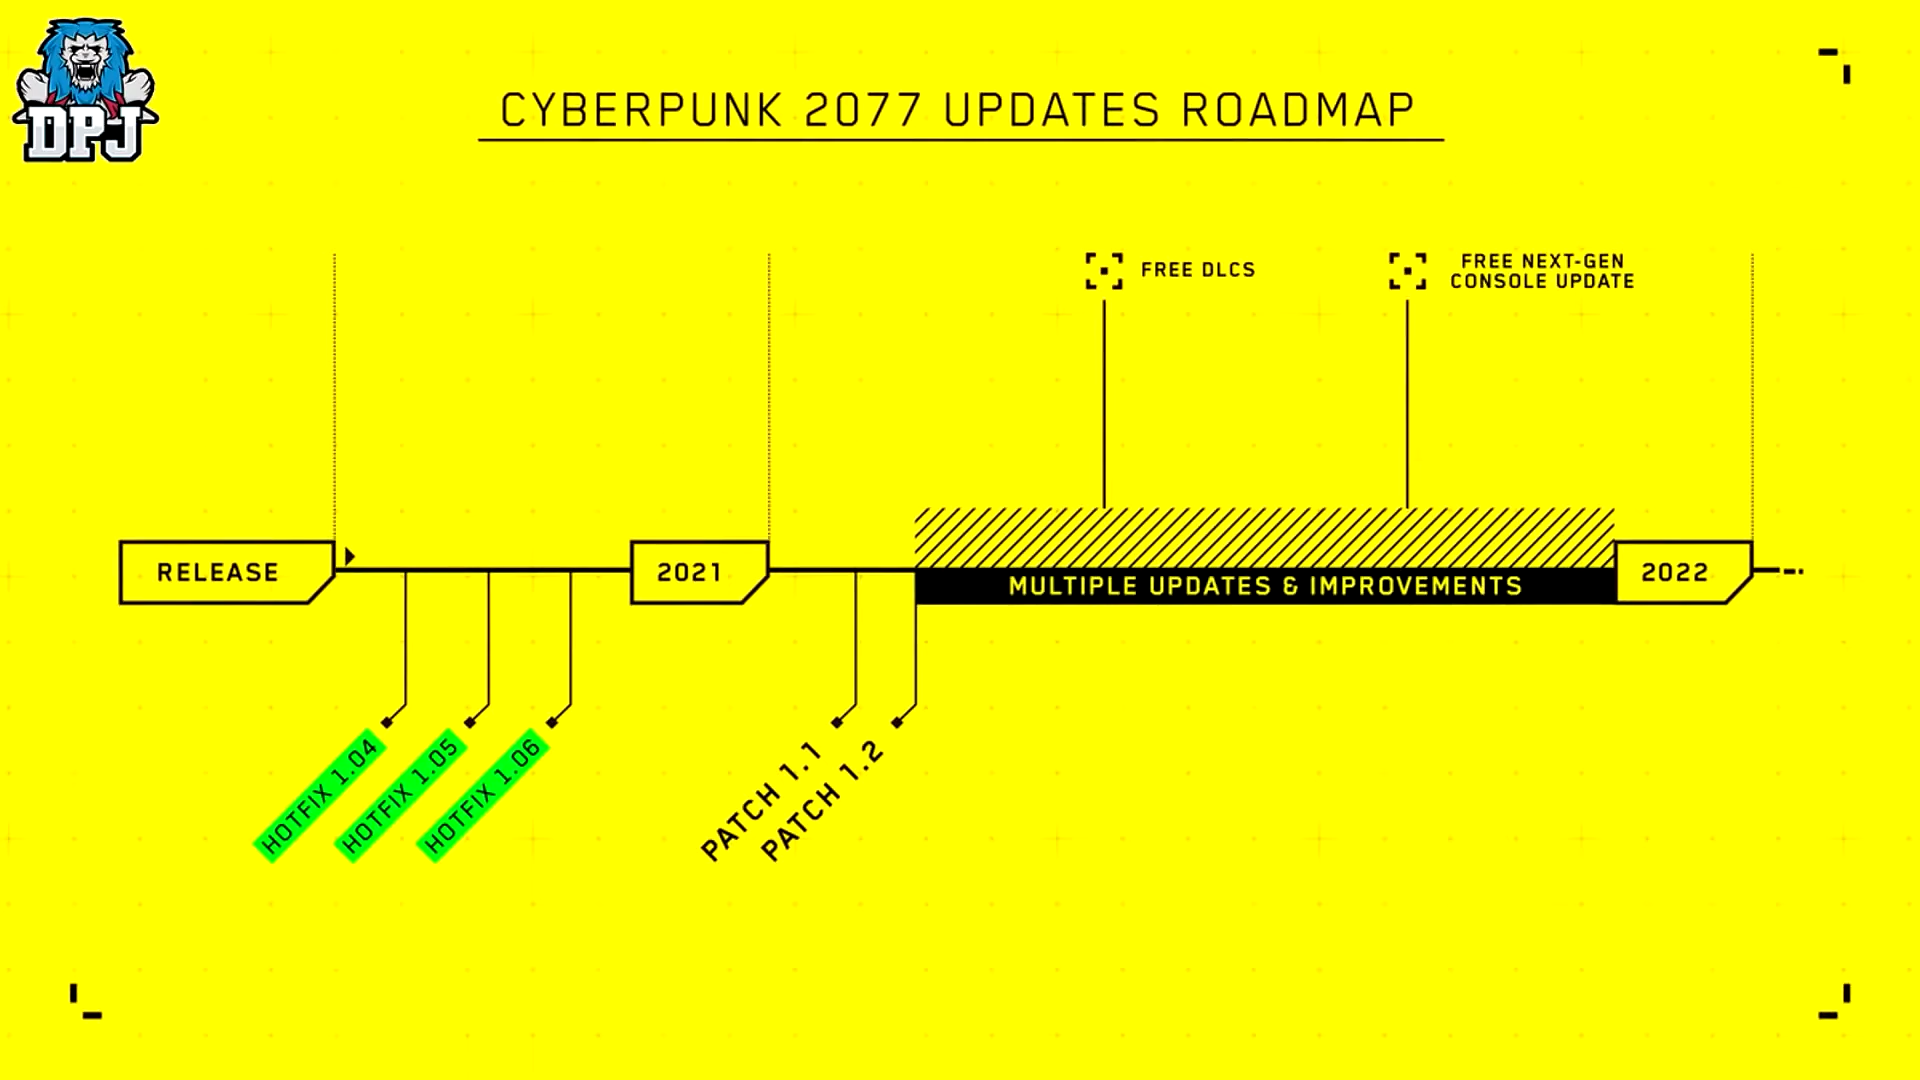 DPJ
CYBERPUNK 2077 UPDATES ROADMAP
FREE DLCS
FREE NEXT-GEN
CONSOLE UPDATE
RELEASE
2021
MULTIPLE UPDATES & IMPROVEMENTS
2022
HOTFIX 1.04
HOTFIX 1.05
HOTFIX 1.06
PATCH 1.1
PATCH 1.2